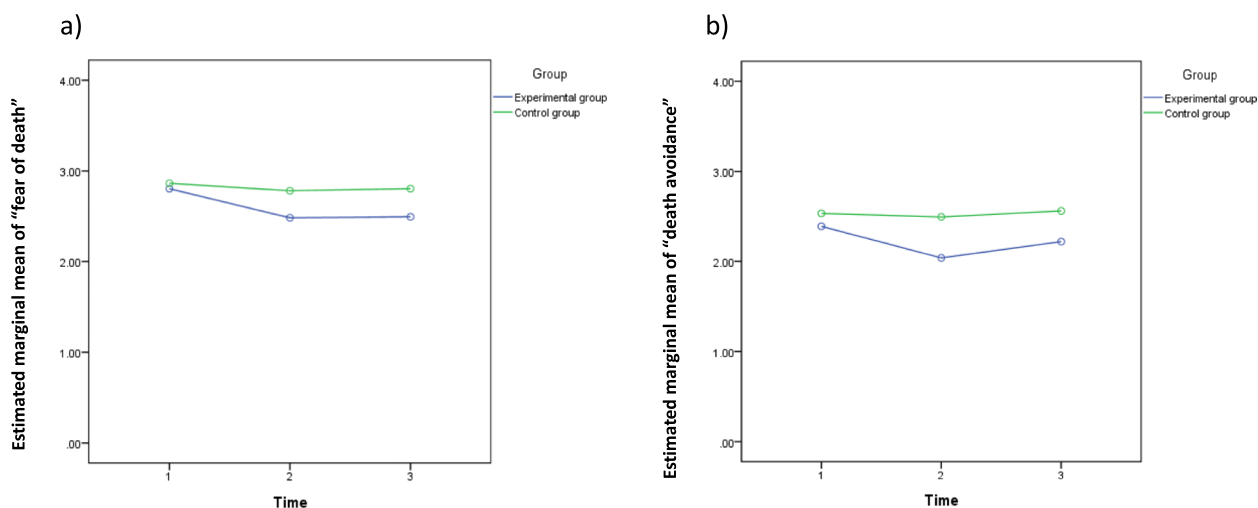 a)
Estimated marginal mean of “fear of death”
4.00
3.00
2.00
1.00
.00
1 2 3
Time
Group
Experimental group
Control group
b)
Estimated marginal mean of “death avoidance”
4.00
3.00
2.00
1.00
.00
1 2 3
Time
Group
Experimental group
Control group